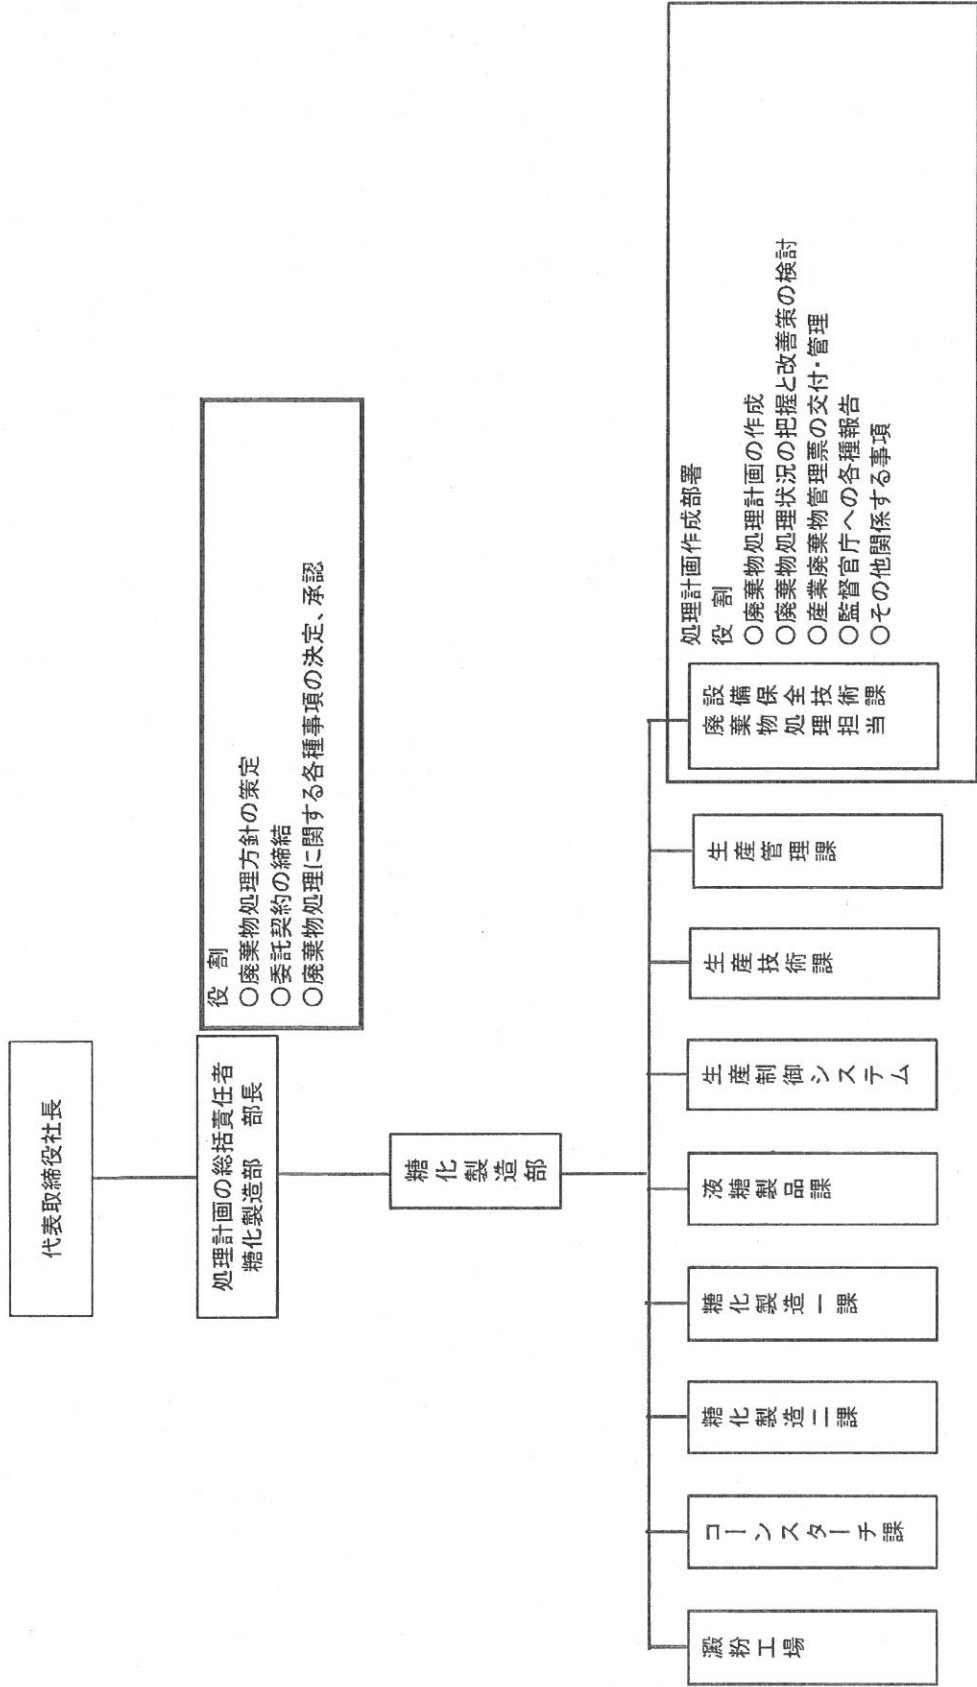 代表取締役社長
処理計画の総括責任者
糖化製造部　部長
役　割
○廃棄物処理方針の策定
○委託契約の締結
○廃棄物処理に関する各種事項の決定、承認
糖化製造部
澱粉工場
コーンスターチ課
糖化製造二課
糖化製造一課
液糖製品課
生産制御システム
生産技術課
生産管理課
設備保全技術課
廃棄物処理担当
処理計画作成部署
役　割
○廃棄物処理計画の作成
○廃棄物処理状況の把握と改善策の検討
○産業廃棄物管理票の交付・管理
○監督官庁への各種報告
○その他関係する事項